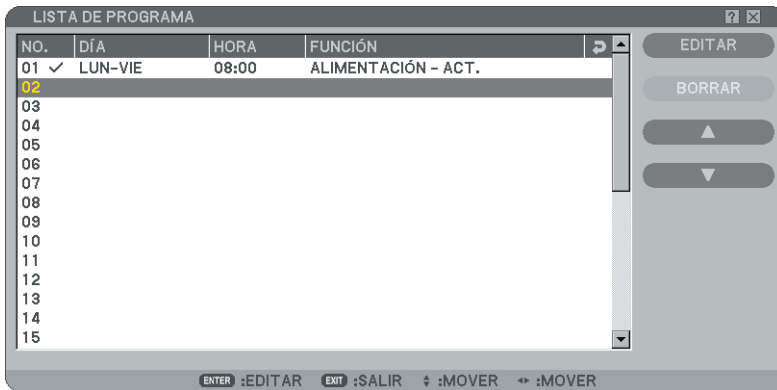 LISTA DE PROGRAMA
NO. DÍA HORA FUNCIÓN
01 ✓ LUN-VIE 08:00 ALIMENTACIÓN - ACT.
02
03
04
05
06
07
08
09
10
11
12
13
14
15
EDITAR
BORRAR
ENTER :EDITAR EXIT :SALIR :MOVER :MOVER